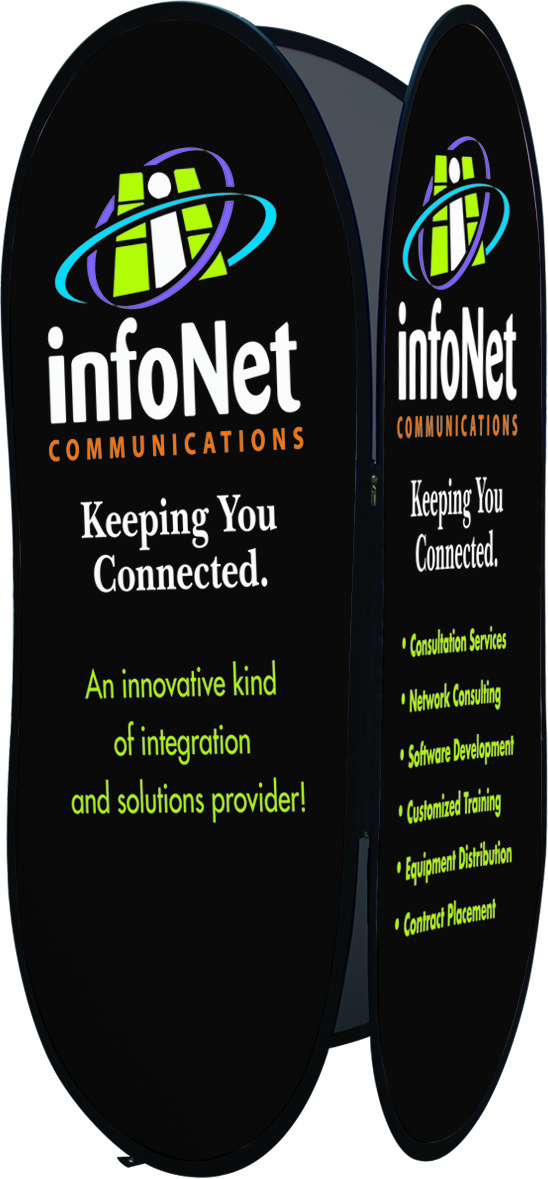 infoNet
COMMUNICATIONS
Keeping You
Connected.
An innovative kind
of integration
and solutions provider!
infoNet
COMMUNICATIONS
Keeping You
Connected.
• Consultation Services
• Network Consulting
• Software Development
• Customized Training
• Equipment Distribution
• Contract Placement